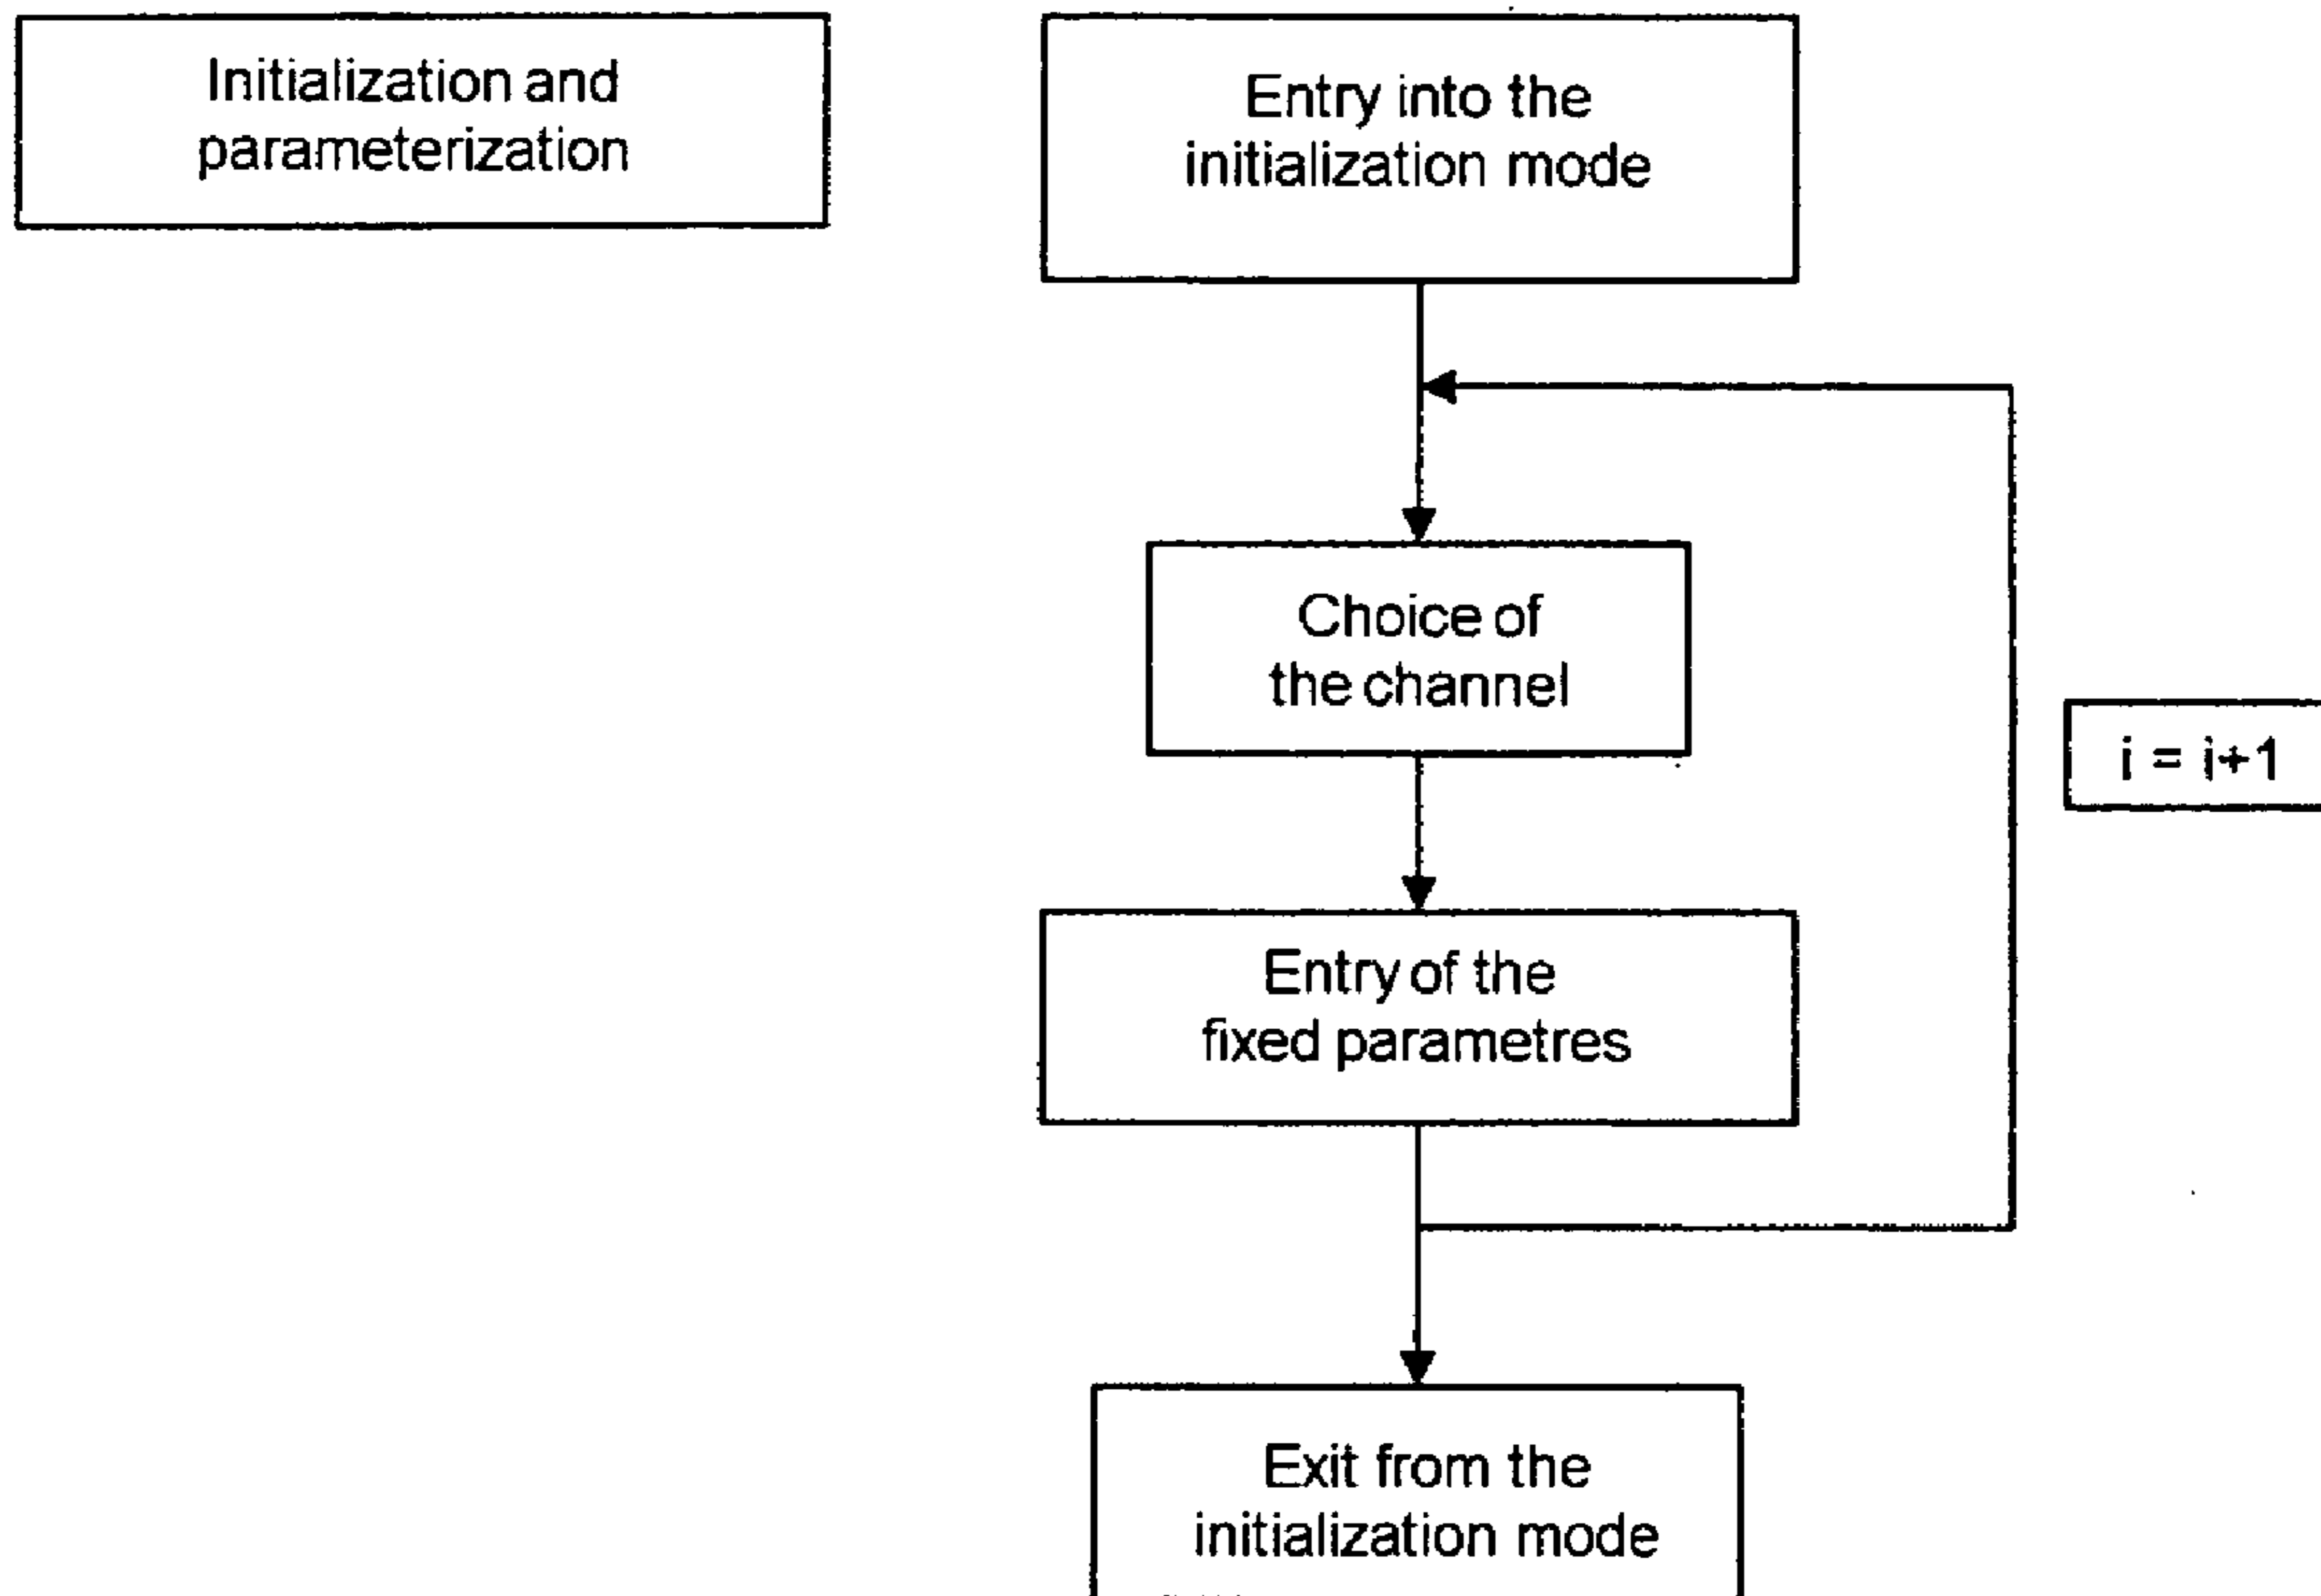 Initialization and
parameterization
Entry into the
initialization mode
Choice of
the channel
i = i+1
Entry of the
fixed parametres
Exit from the
initialization mode